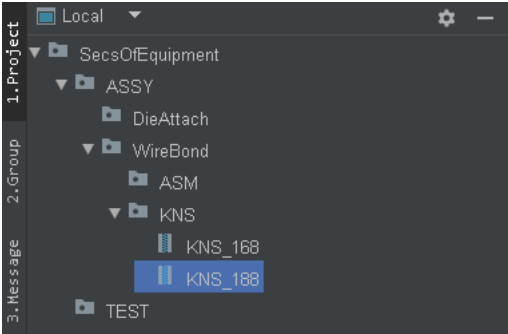 Local
1.Project
SecsOfEquipment
ASSY
DieAttach
2.Group
WireBond
ASM
KNS
3.Message
KNS_168
KNS_188
TEST